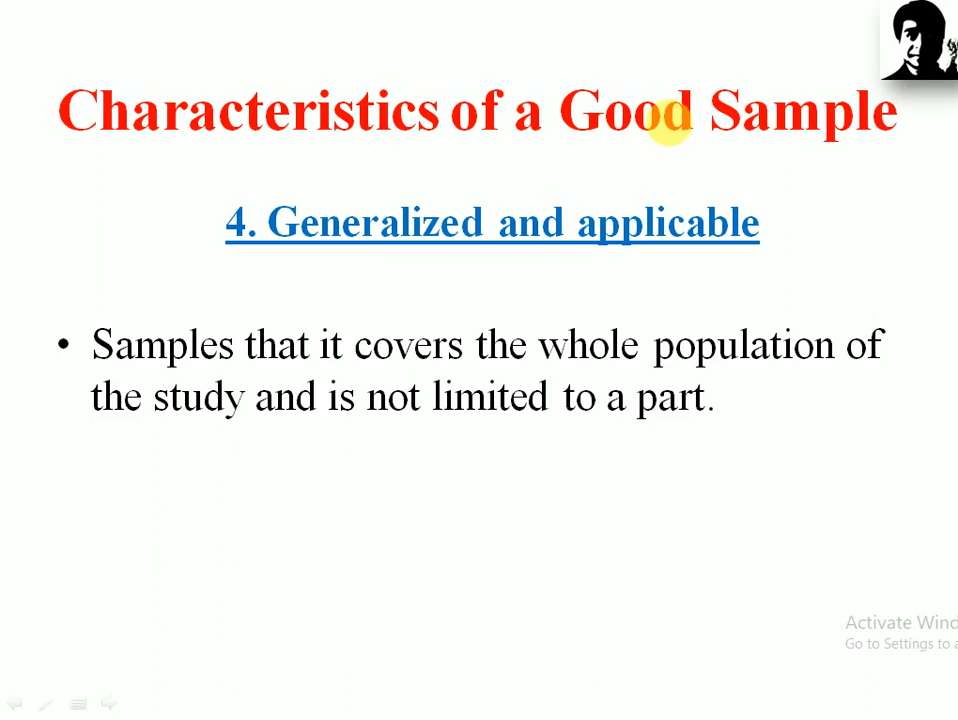 Characteristics of a Good Sample
4. Generalized and applicable
• Samples that it covers the whole population of
the study and is not limited to a part.
Activate Wind
Go to Settings to a